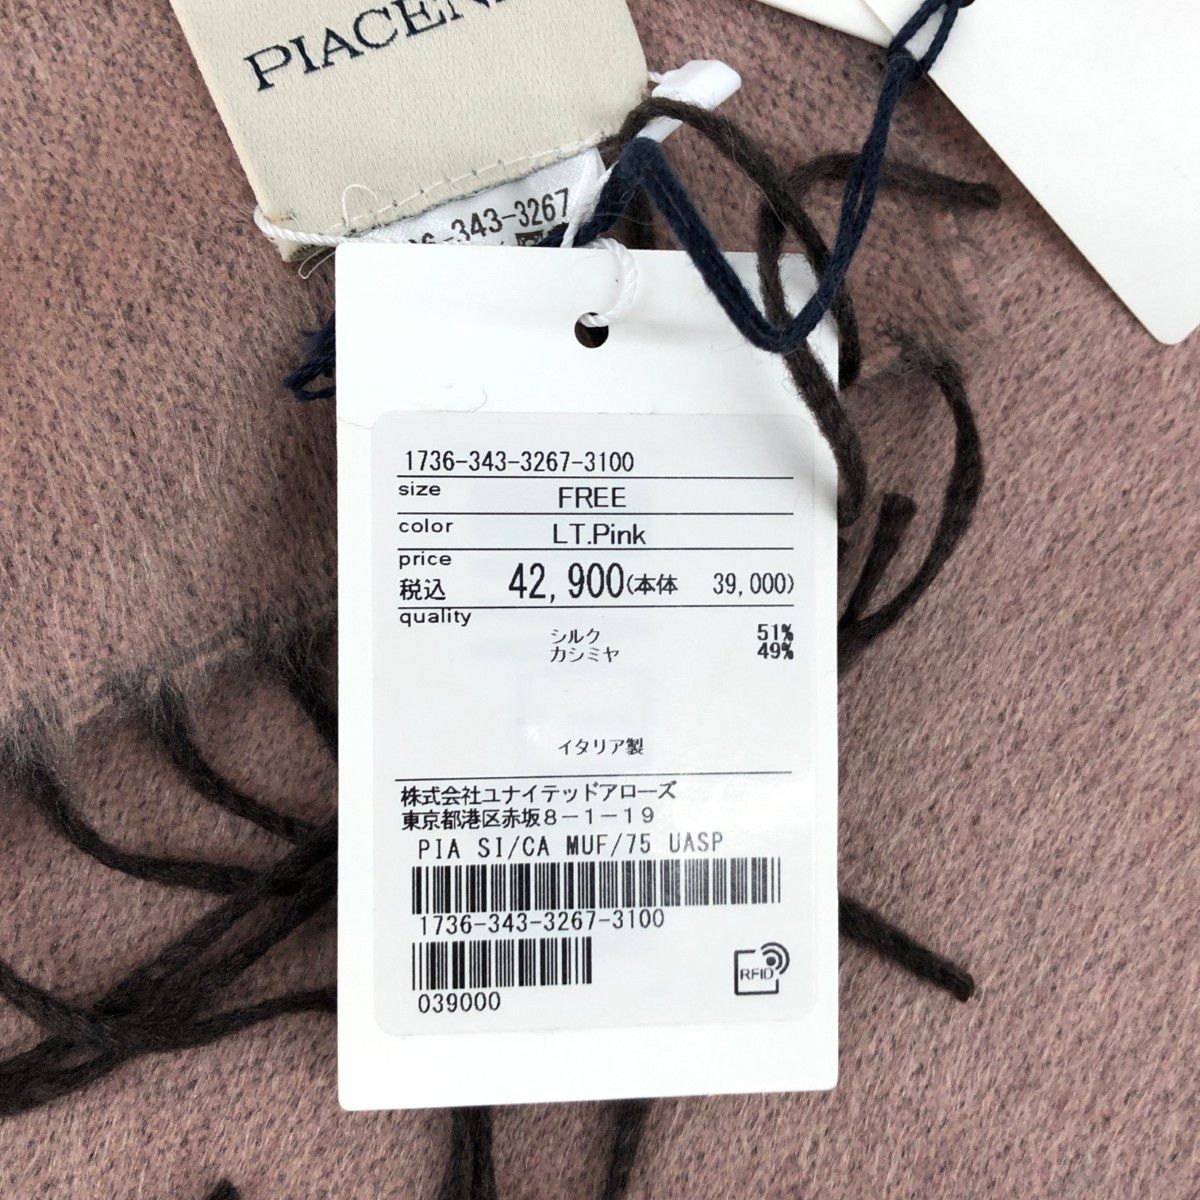 PIACEN
343-3267
1736-343-3267-3100
size FREE
color LT.Pink
price
税込 42,900(本体 39,000)
quality
シルク 51%
カシミヤ 49%
イタリア製
株式会社ユナイテッドアローズ
東京都港区赤坂8-1-19
PIA SI/CA MUF/75 UASP
1736-343-3267-3100
039000
RFID